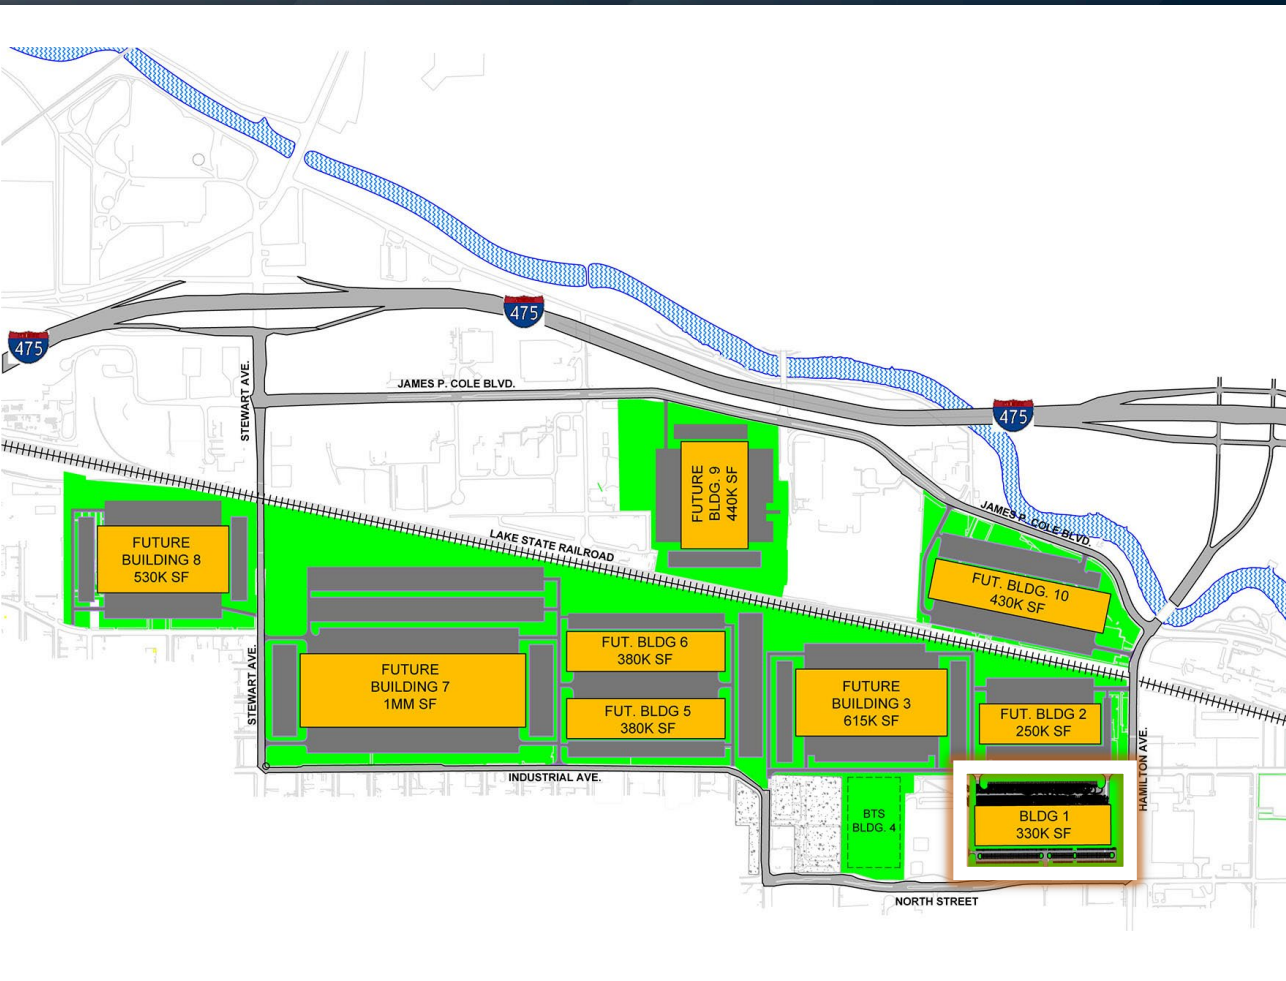 475
475
475
JAMES P. COLE BLVD.
STEWART AVE.
FUTURE
BLDG. 9
440K SF
JAMES P. COLE BLVD.
LAKE STATE RAILROAD
FUTURE
BUILDING 8
530K SF
FUT. BLDG. 10
430K SF
STEWART AVE.
FUTURE
BUILDING 7
1MM SF
FUT. BLDG 6
380K SF
FUT. BLDG 5
380K SF
FUTURE
BUILDING 3
615K SF
FUT. BLDG 2
250K SF
HAMILTON AVE.
INDUSTRIAL AVE.
BTS
BLDG. 4
BLDG 1
330K SF
NORTH STREET